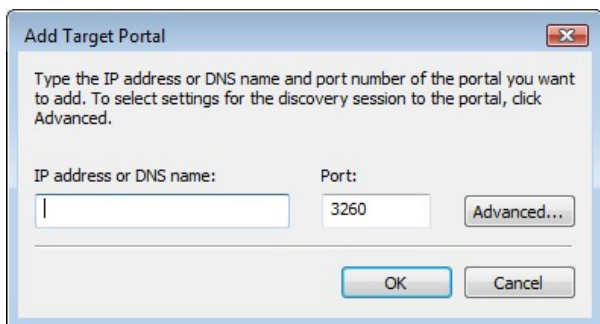 Add Target Portal
Type the IP address or DNS name and port number of the portal you want
to add. To select settings for the discovery session to the portal, click
Advanced.
IP address or DNS name: Port:
3260 Advanced...
OK Cancel